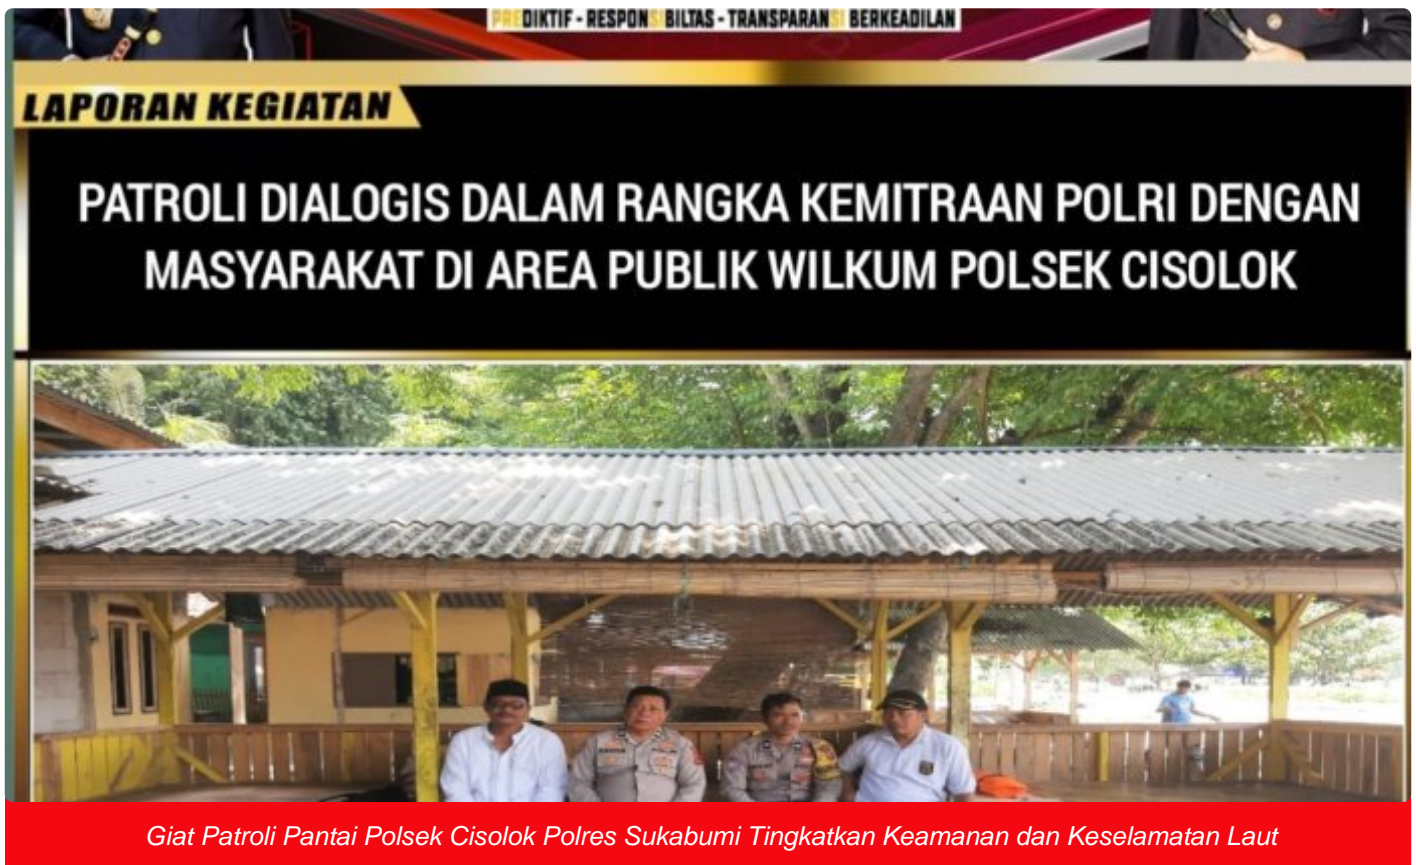 PREDIKTIF - RESPONSIBILTAS - TRANSPARANSI BERKEADILAN
LAPORAN KEGIATAN
PATROLI DIALOGIS DALAM RANGKA KEMITRAAN POLRI DENGAN
MASYARAKAT DI AREA PUBLIK WILKUM POLSEK CISOLOK
Giat Patroli Pantai Polsek Cisolok Polres Sukabumi Tingkatkan Keamanan dan Keselamatan Laut